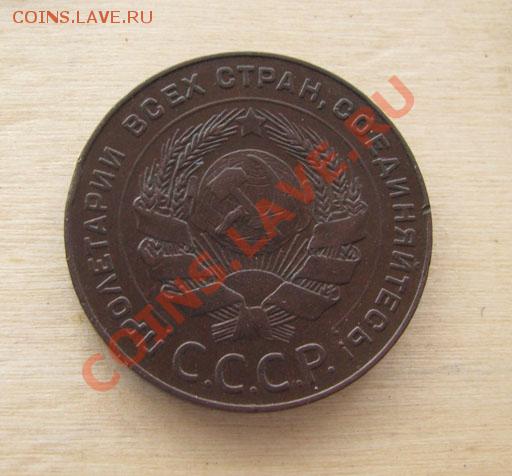 COINS.LAVE.RU
ПРОЛЕТАРИИ ВСЕХ СТРАН, СОЕДИНЯЙТЕСЬ!
С.С.С.Р.
COINS.LAVE.RU